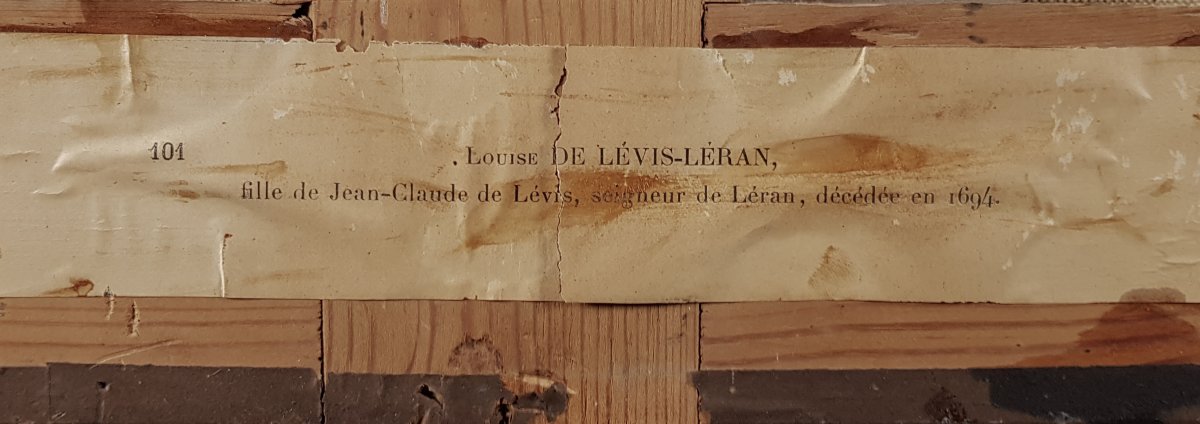 101 Louise DE LÉVIS-LÉRAN,
fille de Jean-Claude de Lévis, seigneur de Léran, décédée en 1694.